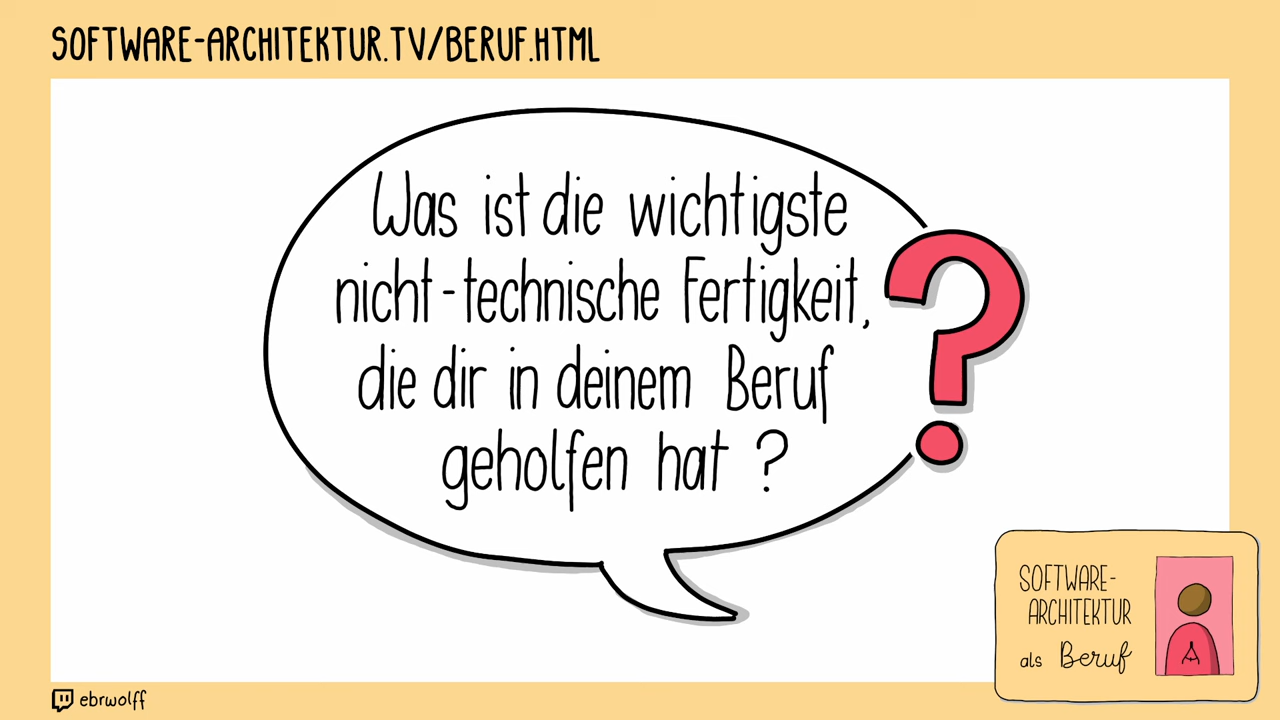 SOFTWARE-ARCHITEKTUR.TV/BERUF.HTML
Was ist die wichtigste
nicht-technische Fertigkeit,
die dir in deinem Beruf
geholfen hat ?
?
SOFTWARE-
ARCHITEKTUR
als Beruf
ebrwolff